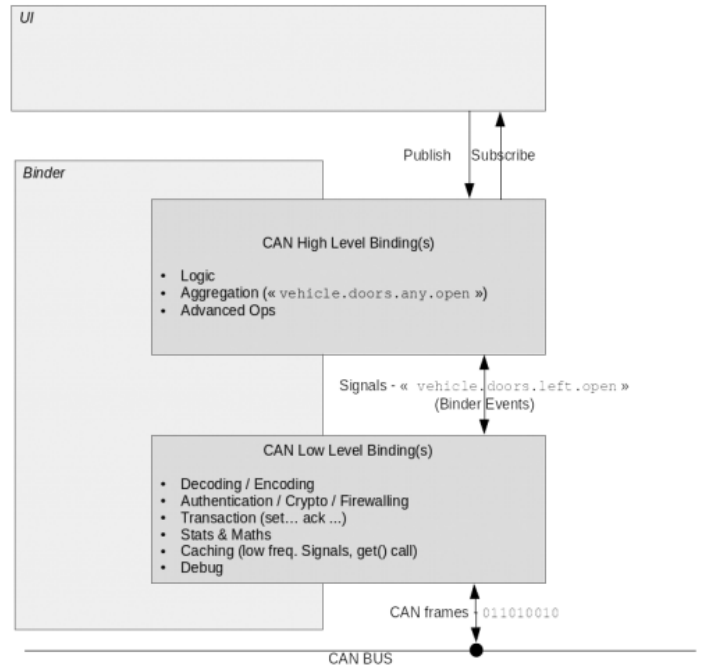 UI
Publish Subscribe
Binder
CAN High Level Binding(s)
• Logic
• Aggregation (« vehicle.doors.any.open »)
• Advanced Ops
Signals - « vehicle.doors.left.open »
(Binder Events)
CAN Low Level Binding(s)
• Decoding / Encoding
• Authentication / Crypto / Firewalling
• Transaction (set... ack ...)
• Stats & Maths
• Caching (low freq. Signals, get() call)
• Debug
CAN frames - 011010010
CAN BUS